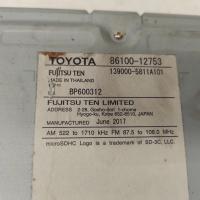 TOYOTA 86100-12753
FUJITSU TEN 139000-5811A101
MADE IN THAILAND
BP600312
FUJITSU TEN LIMITED
ADDRESS 2-28, Gosho-dori 1-chome
Hyogo-ku, Kobe 652-8510, JAPAN
MANUFACTURED June 2017
AM 522 to 1710 kHz FM 87.5 to 108.0 MHz
microSDHC Logo is a trademark of SD-3C, LLC.